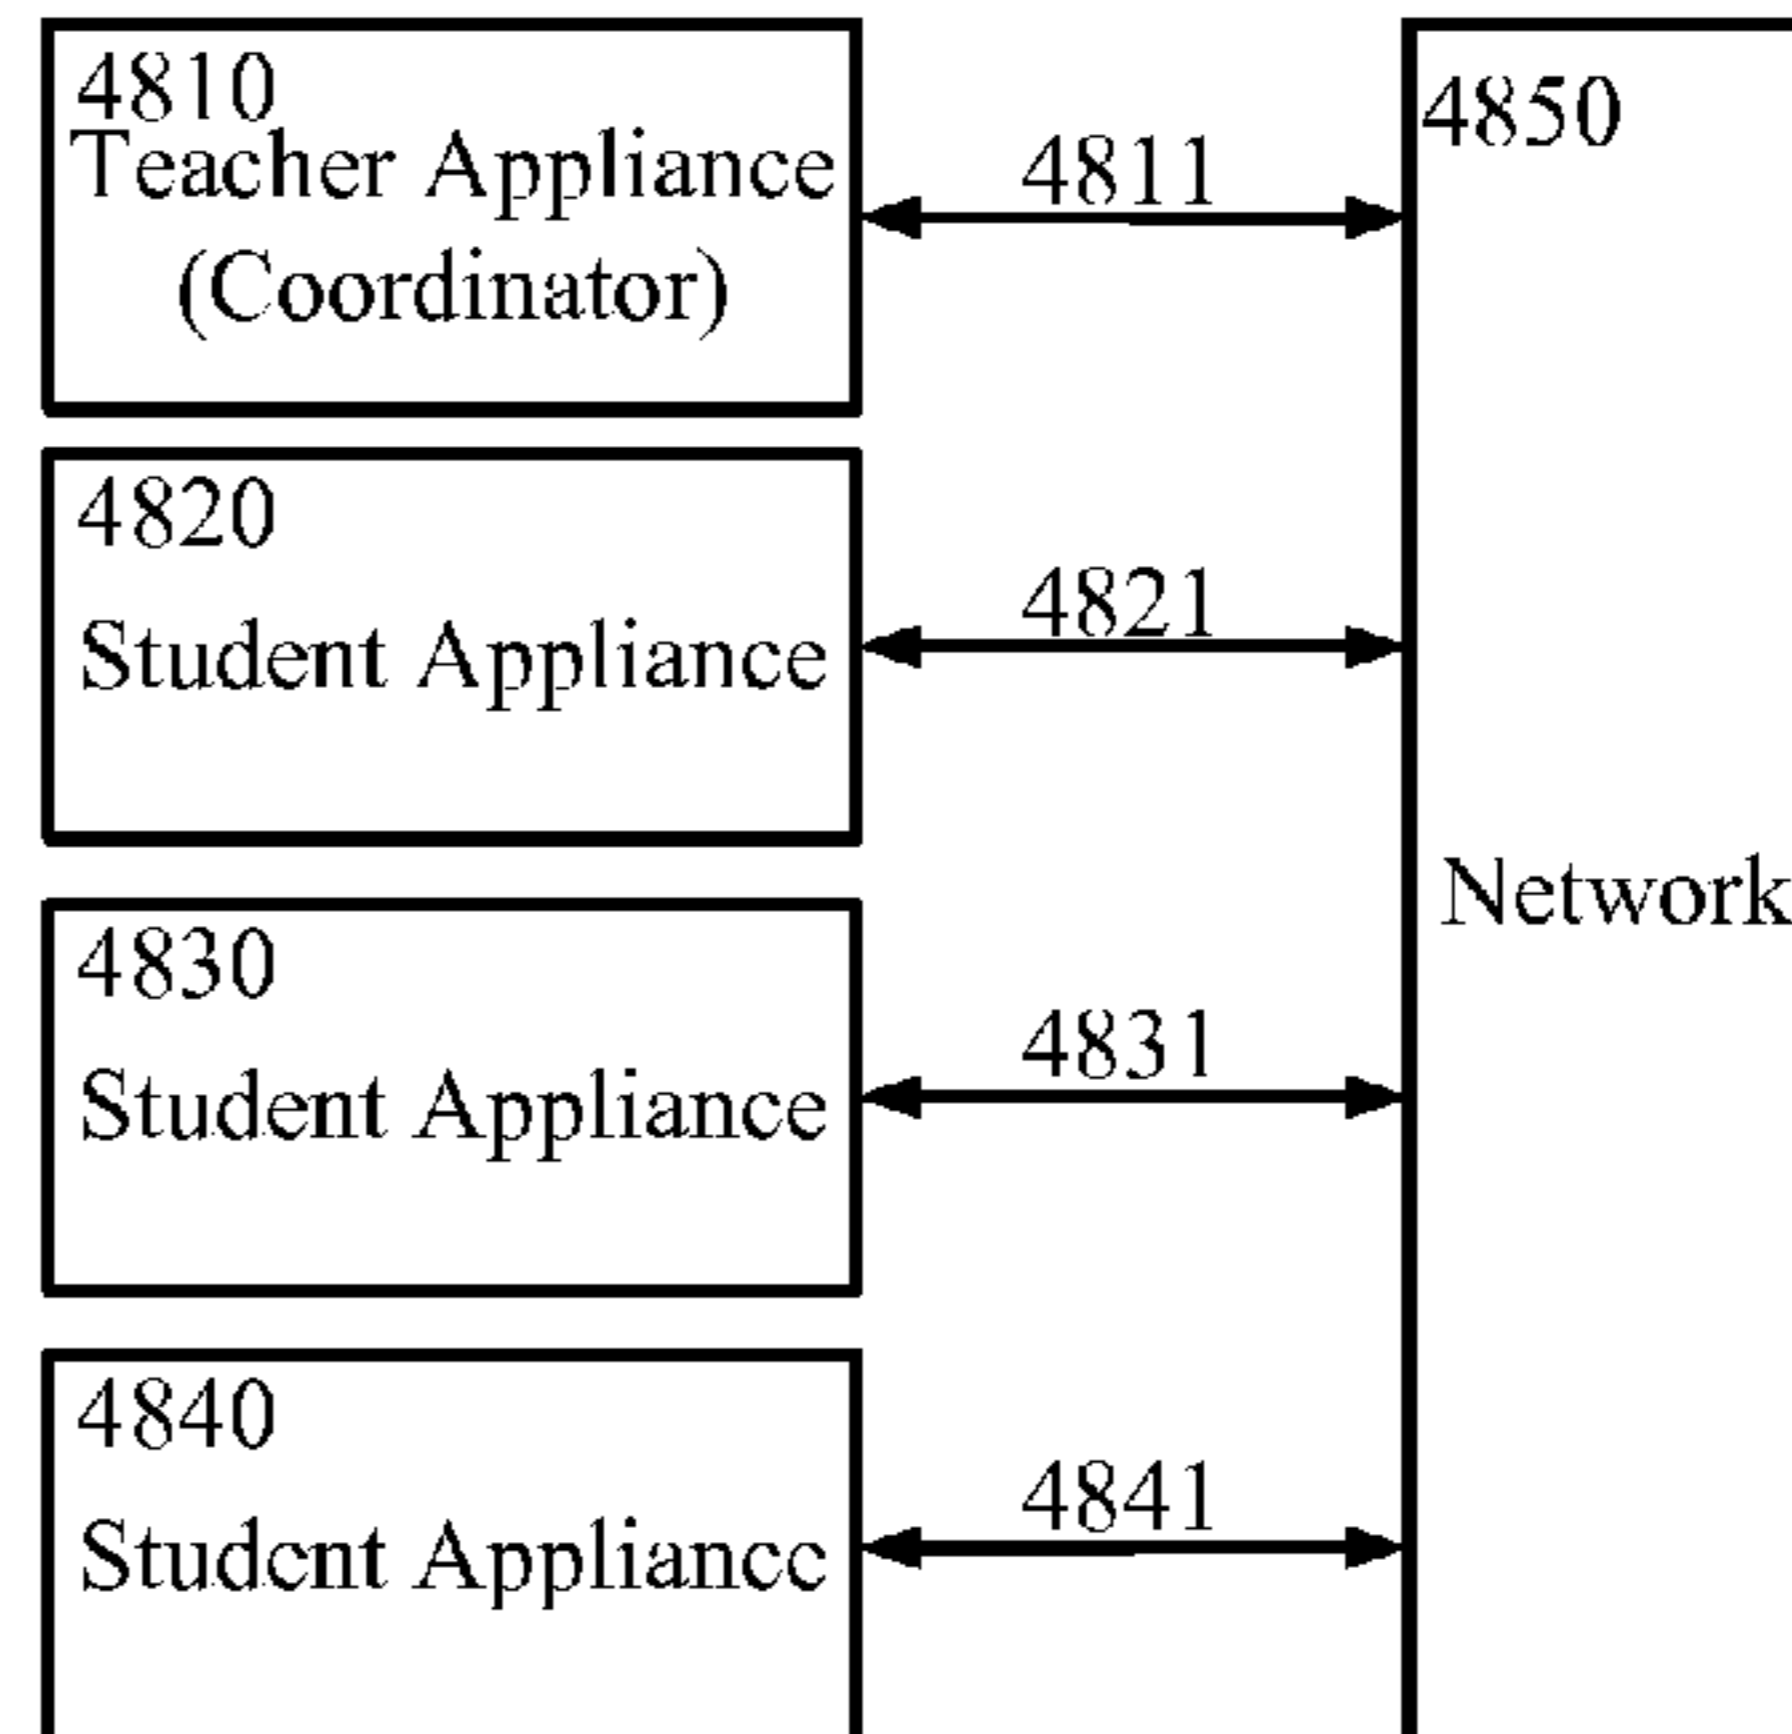 4810
Teacher Appliance
(Coordinator)
4811
4850
4820
Student Appliance
4821
Network
4830
Student Appliance
4831
4840
Student Appliance
4841